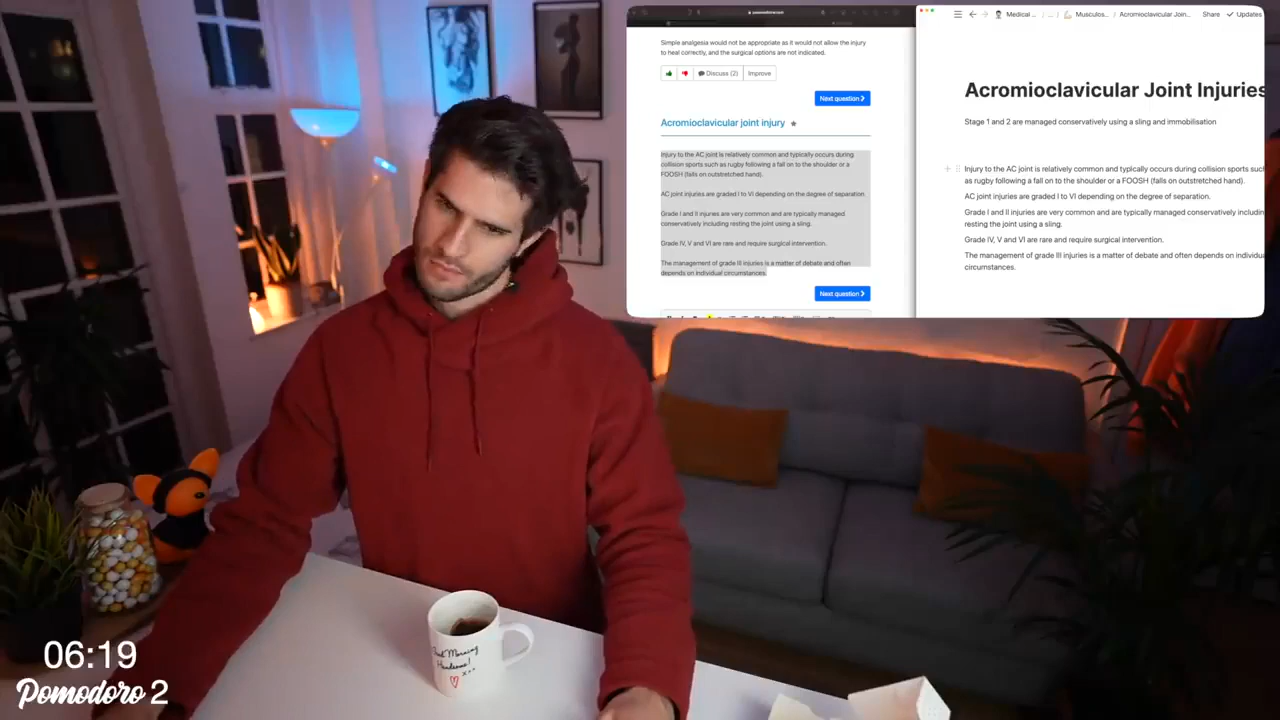 Simple analgesia would not be appropriate as it would not allow the injury
to heal correctly, and the surgical options are not indicated.
Discuss (2)
Improve
Next question
Acromioclavicular joint injury
Injury to the AC joint is relatively common and typically occurs during
collision sports such as rugby following a fall on to the shoulder or a
FOOSH (falls on outstretched hand).
AC joint injuries are graded I to VI depending on the degree of separation.
Grade I and II injuries are very common and are typically managed
conservatively including resting the joint using a sling.
Grade IV, V and VI are rare and require surgical intervention.
The management of grade III injuries is a matter of debate and often
depends on individual circumstances.
Next question
Medical ... / ... / Musculos... / Acromioclavicular Join...
Share
Updates
Acromioclavicular Joint Injuries
Stage 1 and 2 are managed conservatively using a sling and immobilisation
Injury to the AC joint is relatively common and typically occurs during collision sports such
as rugby following a fall on to the shoulder or a FOOSH (falls on outstretched hand).
AC joint injuries are graded I to VI depending on the degree of separation.
Grade I and II injuries are very common and are typically managed conservatively includin
resting the joint using a sling.
Grade IV, V and VI are rare and require surgical intervention.
The management of grade III injuries is a matter of debate and often depends on individua
circumstances.
Good Morning
Handsome!
x..
06:19
Pomodoro 2